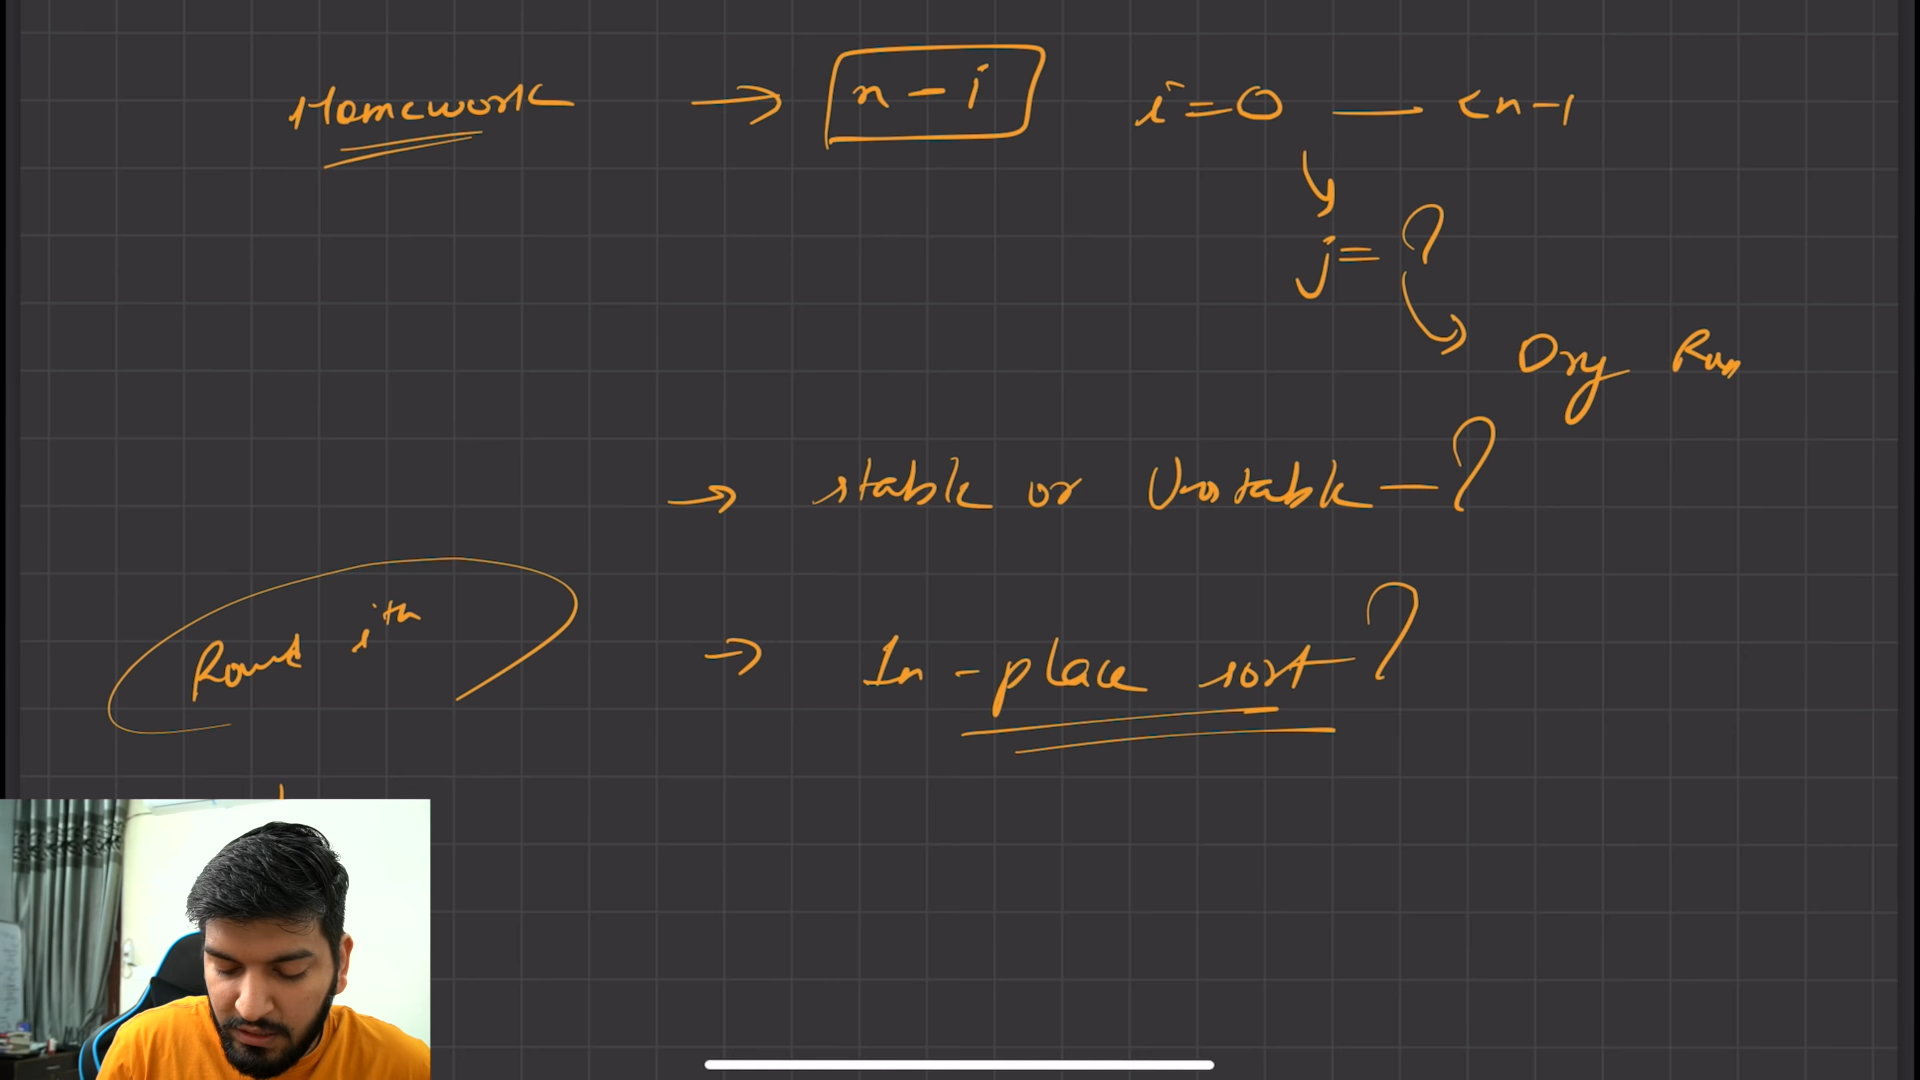 Homework → n - i i=0 — <n-1
j= ?
Dry Run
→ stable or Unstable - ?
Round ith
→ In-place sort ?